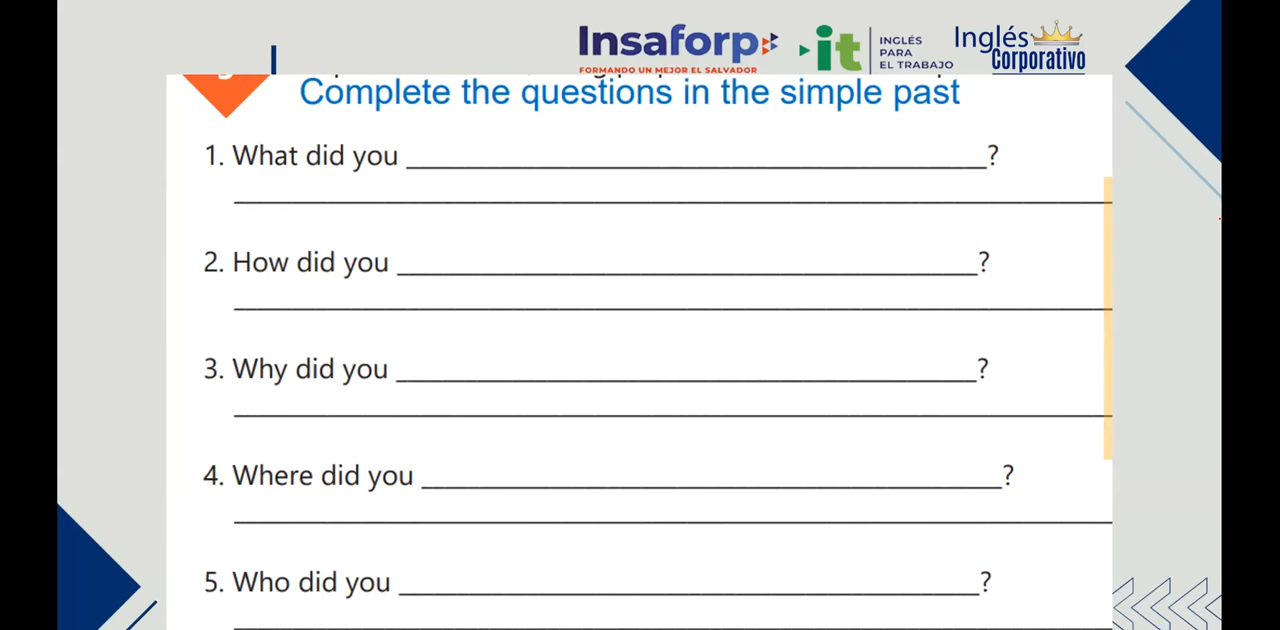 Insaforp
FORMANDO UN MEJOR EL SALVADOR
it
INGLÉS
PARA
EL TRABAJO
Inglés
Corporativo
Complete the questions in the simple past
1. What did you ?
2. How did you ?
3. Why did you ?
4. Where did you ?
5. Who did you ?